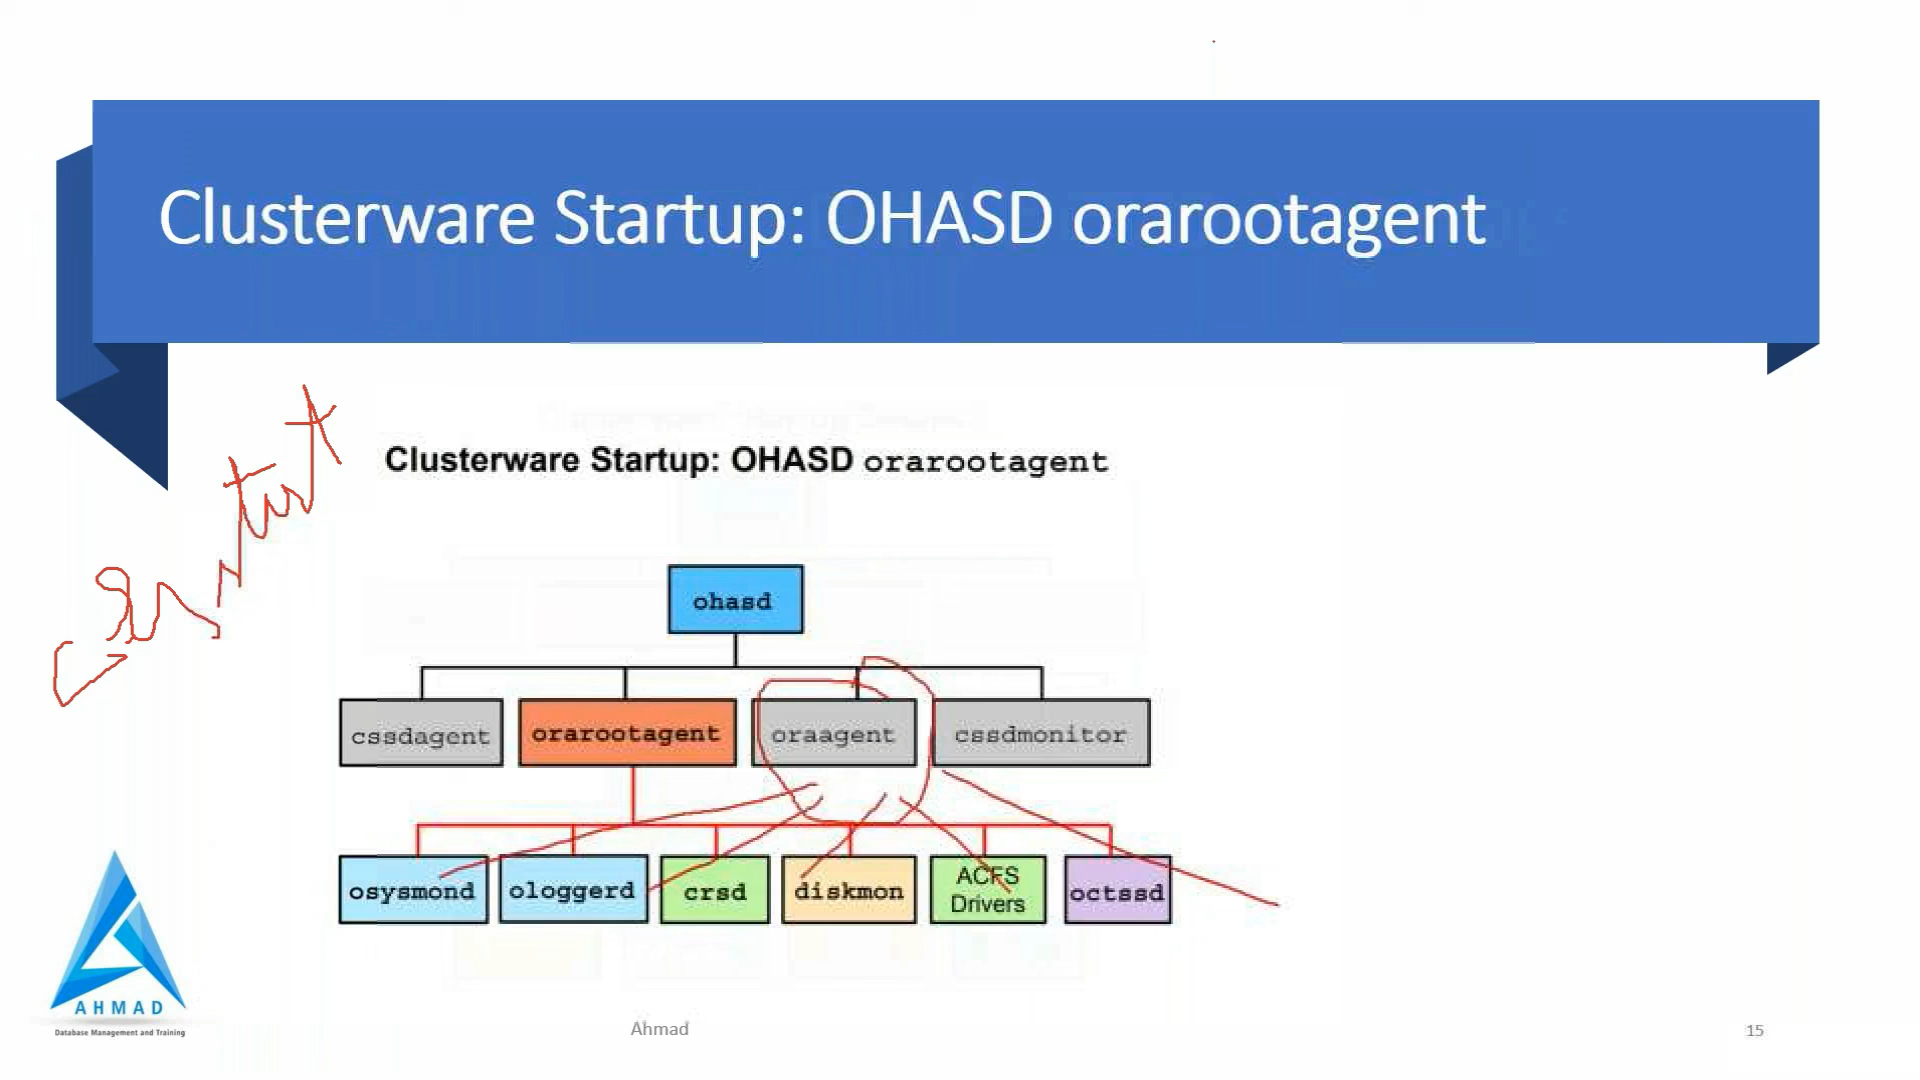 Clusterware Startup: OHASD orarootagent
Clusterware Startup: OHASD orarootagent
ohasd
cssdagent orarootagent oraagent cssdmonitor
osysmond ologgerd crsd diskmon ACFS Drivers octssd
AHMAD
Database Management and Training
Ahmad
15